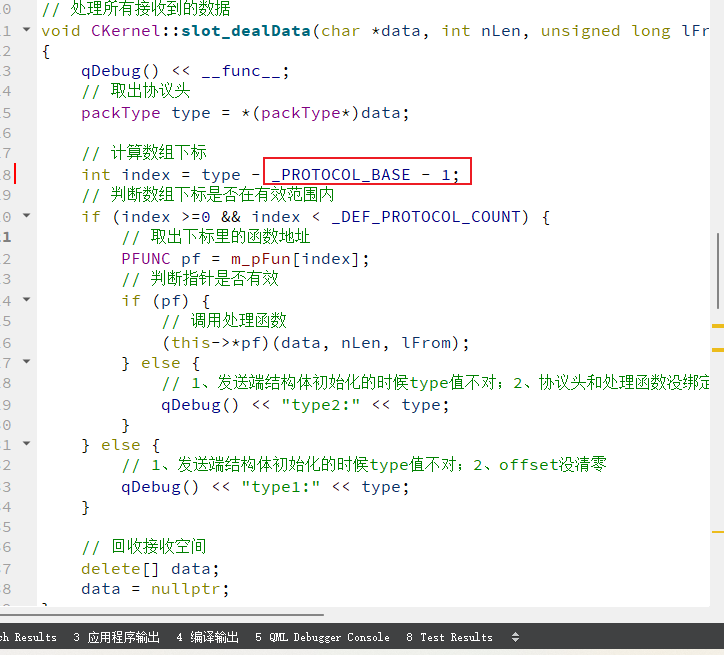 0 // 处理所有接收到的数据
1 void CKernel::slot_dealData(char *data, int nLen, unsigned long lFr
2 {
3     qDebug() << __func__;
4     // 取出协议头
5     packType type = *(packType*)data;
6
7     // 计算数组下标
8     int index = type - _PROTOCOL_BASE - 1;
9     // 判断数组下标是否在有效范围内
0     if (index >=0 && index < _DEF_PROTOCOL_COUNT) {
1         // 取出下标里的函数地址
2         PFUNC pf = m_pFun[index];
3         // 判断指针是否有效
4         if (pf) {
5             // 调用处理函数
6             (this->*pf)(data, nLen, lFrom);
7         } else {
8             // 1、发送端结构体初始化的时候type值不对；2、协议头和处理函数没绑定
9             qDebug() << "type2:" << type;
0         }
1     } else {
2         // 1、发送端结构体初始化的时候type值不对；2、offset没清零
3         qDebug() << "type1:" << type;
4     }
5
6     // 回收接收空间
7     delete[] data;
8     data = nullptr;
ch Results 3 应用程序输出 4 编译输出 5 QML Debugger Console 8 Test Results